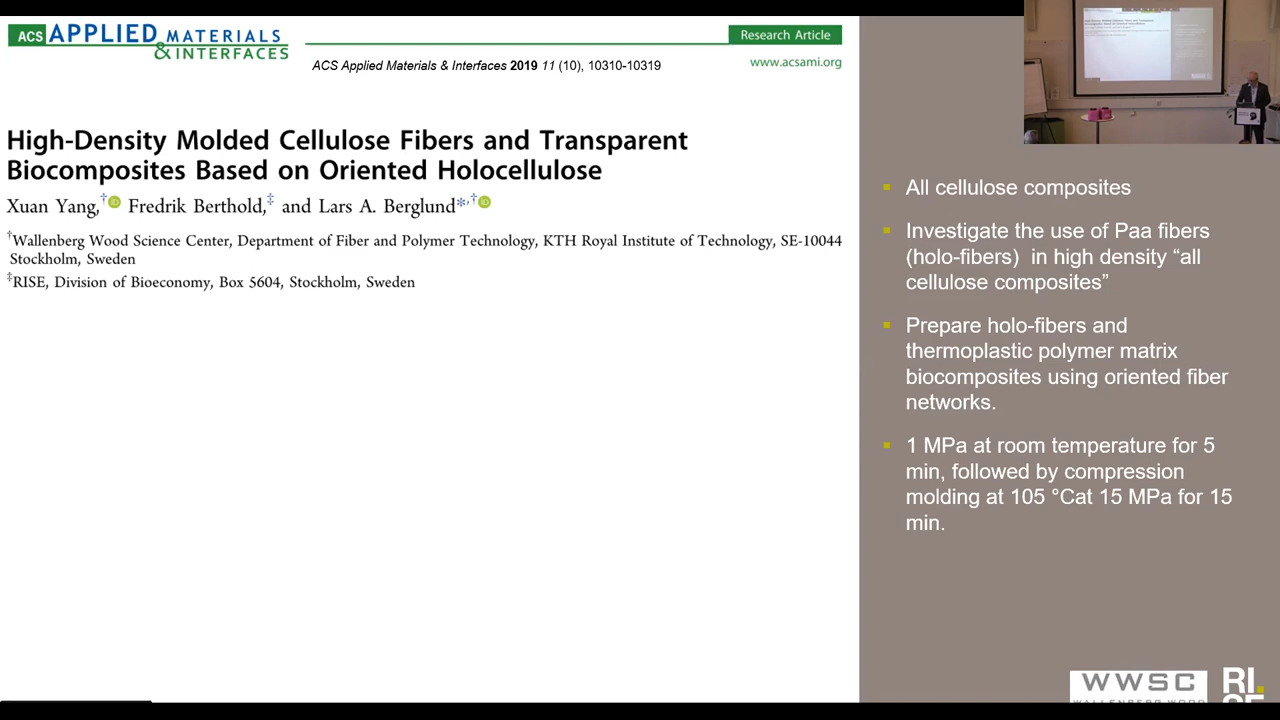 ACS APPLIED MATERIALS
& INTERFACES
Research Article
ACS Applied Materials & Interfaces 2019 11 (10), 10310-10319
www.acsami.org
High-Density Molded Cellulose Fibers and Transparent
Biocomposites Based on Oriented Holocellulose
Xuan Yang,† Fredrik Berthold,‡ and Lars A. Berglund*,†
†Wallenberg Wood Science Center, Department of Fiber and Polymer Technology, KTH Royal Institute of Technology, SE-10044
Stockholm, Sweden
‡RISE, Division of Bioeconomy, Box 5604, Stockholm, Sweden
▪ All cellulose composites
▪ Investigate the use of Paa fibers
(holo-fibers) in high density “all
cellulose composites”
▪ Prepare holo-fibers and
thermoplastic polymer matrix
biocomposites using oriented fiber
networks.
▪ 1 MPa at room temperature for 5
min, followed by compression
molding at 105 °Cat 15 MPa for 15
min.
WWSC
WALLENBERG WOOD
RI.
SE